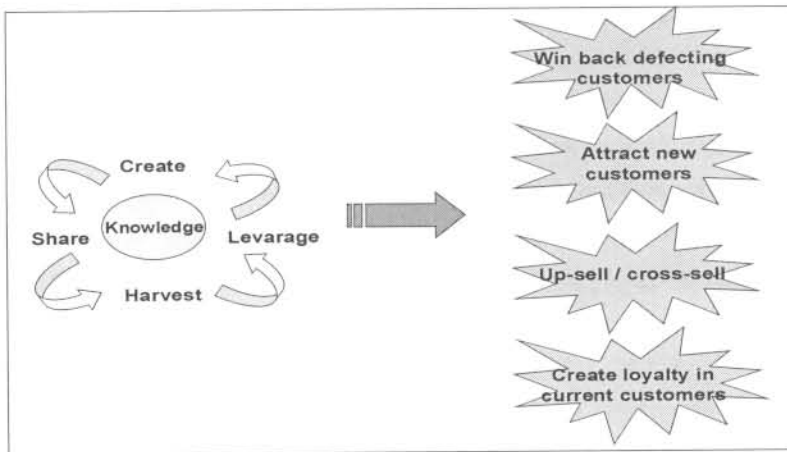 Create
Share
Knowledge
Levarage
Harvest
Win back defecting
customers
Attract new
customers
Up-sell / cross-sell
Create loyalty in
current customers